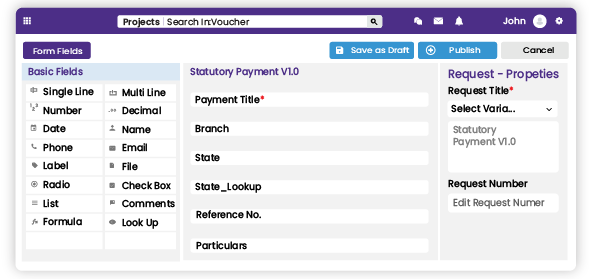 Projects | Search In:Voucher
John
Form Fields
Save as Draft
Publish
Cancel
Basic Fields
Single Line
Multi Line
Number
Decimal
Date
Name
Phone
Email
Label
File
Radio
Check Box
List
Comments
Formula
Look Up
Statutory Payment V1.0
Payment Title*
Branch
State
State_Lookup
Reference No.
Particulars
Request - Propeties
Request Title*
Select Varia...
Statutory
Payment V1.0
Request Number
Edit Request Numer